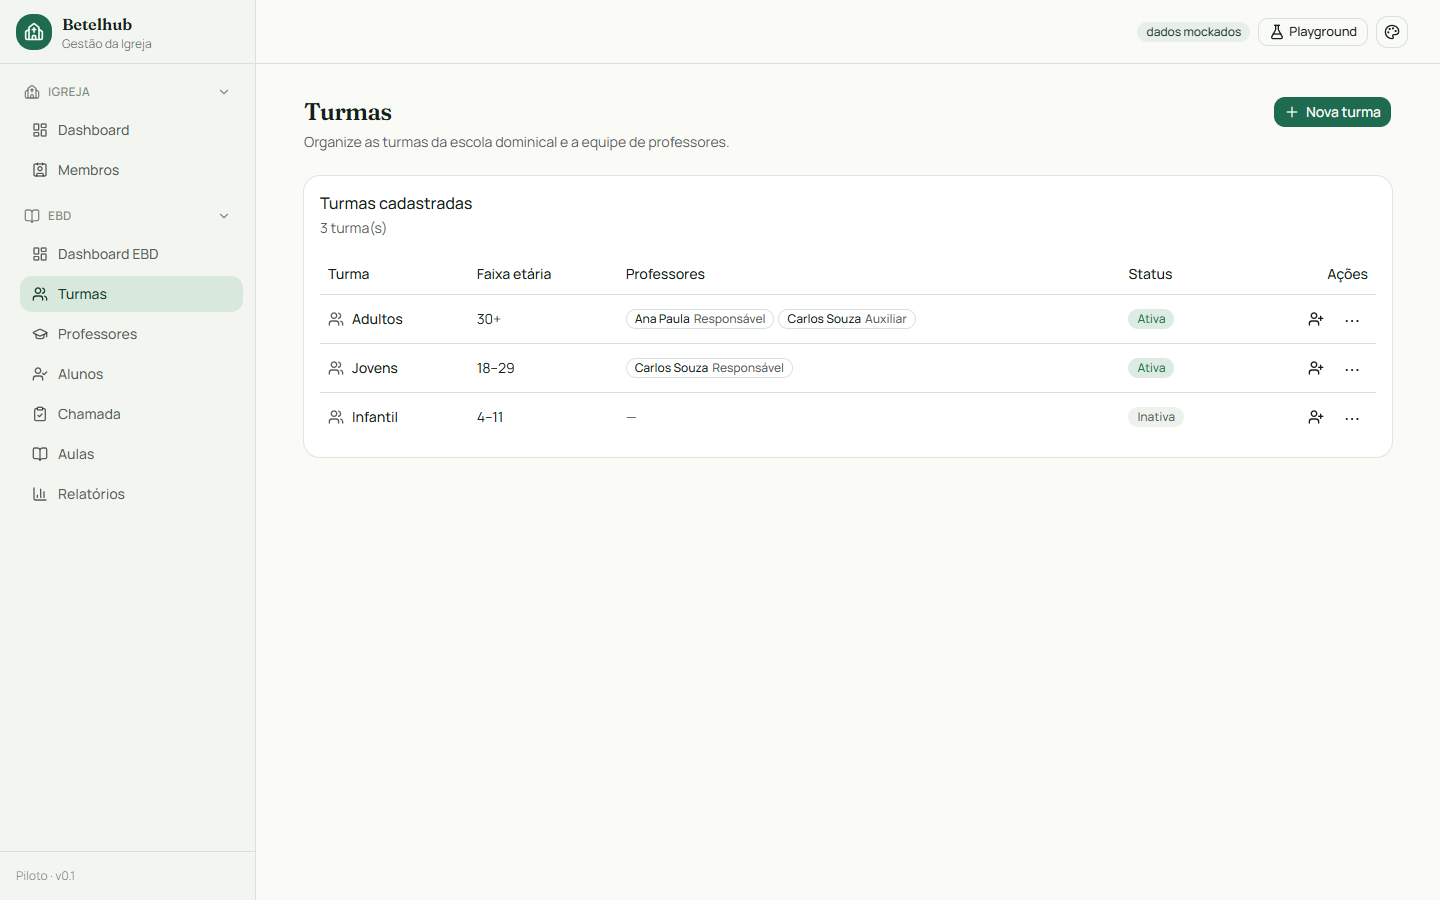 Betelhub
Gestão da Igreja
dados mockados
Playground
IGREJA
Dashboard
Membros
EBD
Dashboard EBD
Turmas
Professores
Alunos
Chamada
Aulas
Relatórios
Piloto · v0.1
Turmas
Nova turma
Organize as turmas da escola dominical e a equipe de professores.
Turmas cadastradas
3 turma(s)
Turma Faixa etária Professores Status Ações
Adultos 30+ Ana Paula Responsável Carlos Souza Auxiliar Ativa
Jovens 18–29 Carlos Souza Responsável Ativa
Infantil 4–11 — Inativa